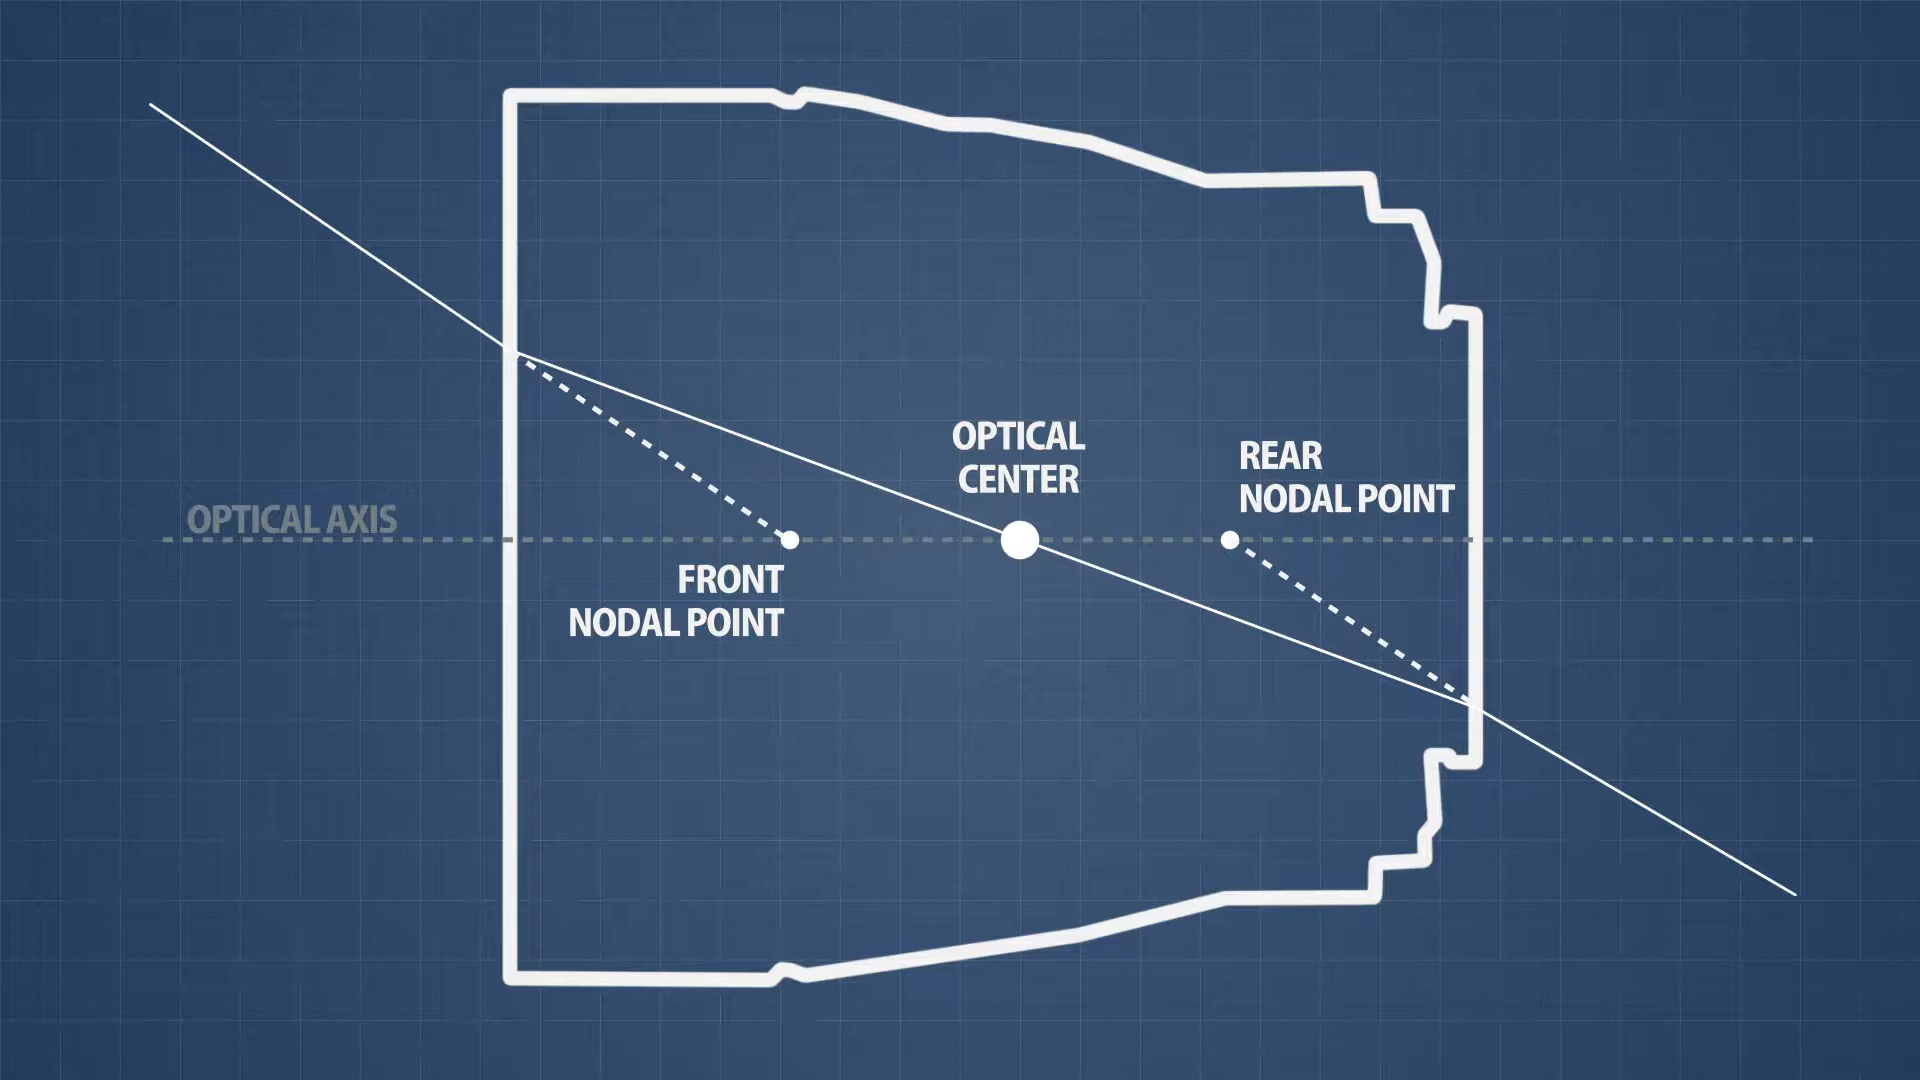 OPTICAL AXIS
OPTICAL
CENTER
REAR
NODAL POINT
FRONT
NODAL POINT